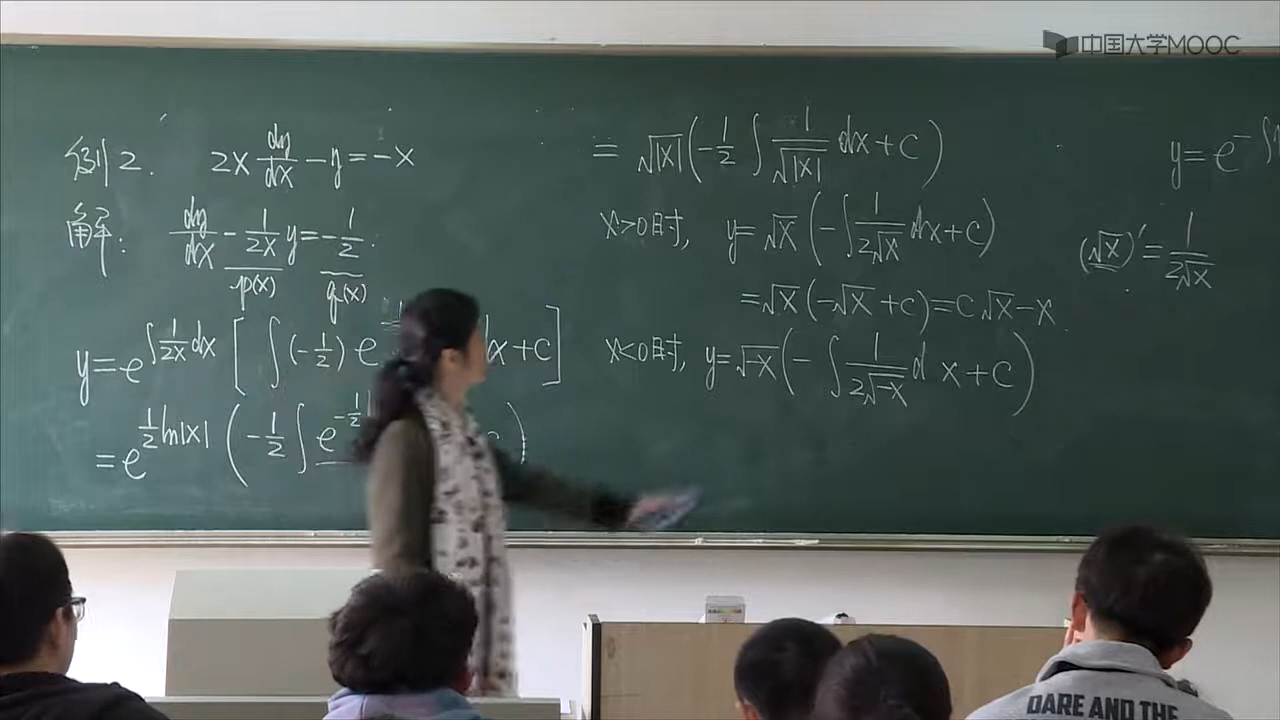 中国大学MOOC
例2. 2x dy/dx - y = -x
解: dy/dx - 1/2x y = -1/2.
p(x) q(x)
y = e^∫1/2x dx [ ∫(-1/2) e x + C ]
= e^1/2 ln|x| ( -1/2 ∫ e^-1/2 )
= √|x| ( -1/2 ∫ 1/√|x| dx + C )
x>0时, y = √x ( -∫ 1/2√x dx + C )
= √x ( -√x + C ) = C√x - x
x<0时, y = √-x ( - ∫ 1/2√-x d x + C )
y = e^-∫
(√x)' = 1/2√x
DARE AND THE